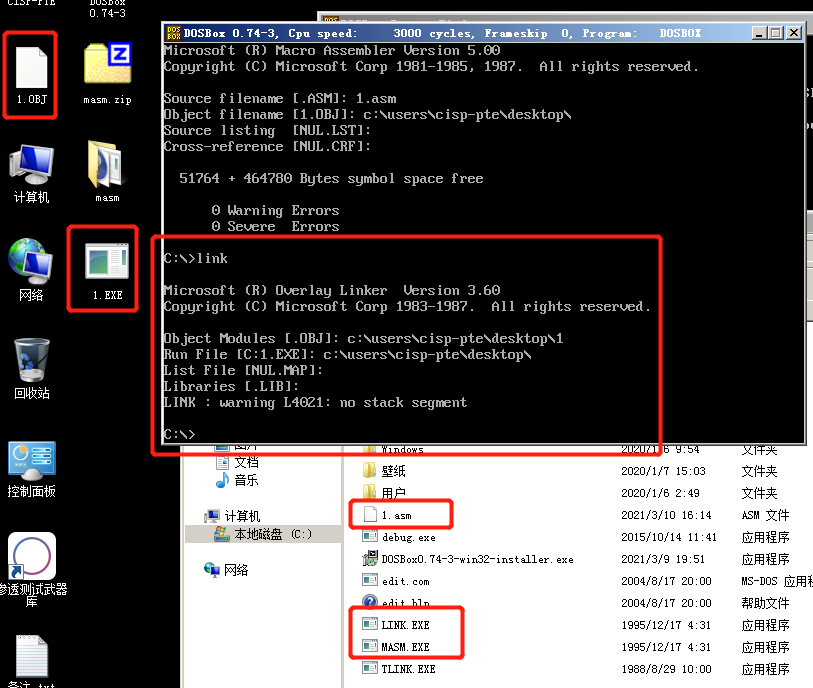 CISP-PTE
DOSBox
0.74-3
1.OBJ
masm.zip
计算机
masm
网络
1.EXE
回收站
控制面板
渗透测试武器
库
备注.txt
DOSBox 0.74-3, Cpu speed: 3000 cycles, Frameskip 0, Program: DOSBOX
Microsoft (R) Macro Assembler Version 5.00
Copyright (C) Microsoft Corp 1981-1985, 1987. All rights reserved.
Source filename [.ASM]: 1.asm
Object filename [1.OBJ]: c:\users\cisp-pte\desktop\
Source listing [NUL.LST]:
Cross-reference [NUL.CRF]:
51764 + 464780 Bytes symbol space free
0 Warning Errors
0 Severe Errors
C:\>link
Microsoft (R) Overlay Linker Version 3.60
Copyright (C) Microsoft Corp 1983-1987. All rights reserved.
Object Modules [.OBJ]: c:\users\cisp-pte\desktop\1
Run File [C:1.EXE]: c:\users\cisp-pte\desktop\
List File [NUL.MAP]:
Libraries [.LIB]:
LINK : warning L4021: no stack segment
C:\>
图片
文档
音乐
计算机
本地磁盘 (C:)
网络
Windows 2020/1/6 9:54 文件夹
壁纸 2020/1/7 15:03 文件夹
用户 2020/1/6 2:49 文件夹
1.asm 2021/3/10 16:14 ASM 文件
debug.exe 2015/10/14 11:41 应用程序
DOSBox0.74-3-win32-installer.exe 2021/3/9 19:51 应用程序
edit.com 2004/8/17 20:00 MS-DOS 应用程
edit.hlp 2004/8/17 20:00 帮助文件
LINK.EXE 1995/12/17 4:31 应用程序
MASM.EXE 1995/12/17 4:31 应用程序
TLINK.EXE 1988/8/29 10:00 应用程序